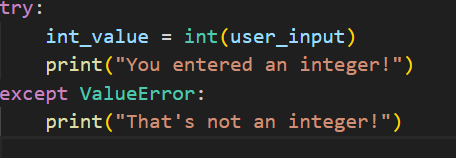 try:
    int_value = int(user_input)
    print("You entered an integer!")
except ValueError:
    print("That's not an integer!")